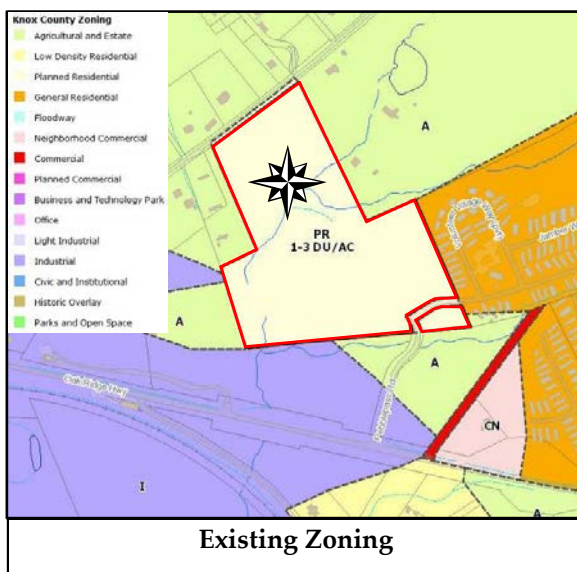 Knox County Zoning
Agricultural and Estate
Low Density Residential
Planned Residential
General Residential
Floodway
Neighborhood Commercial
Commercial
Planned Commercial
Business and Technology Park
Office
Light Industrial
Industrial
Civic and Institutional
Historic Overlay
Parks and Open Space
A
PR
1-3 DU/AC
A
A
CN
Oak Ridge Hwy
I
A
Existing Zoning